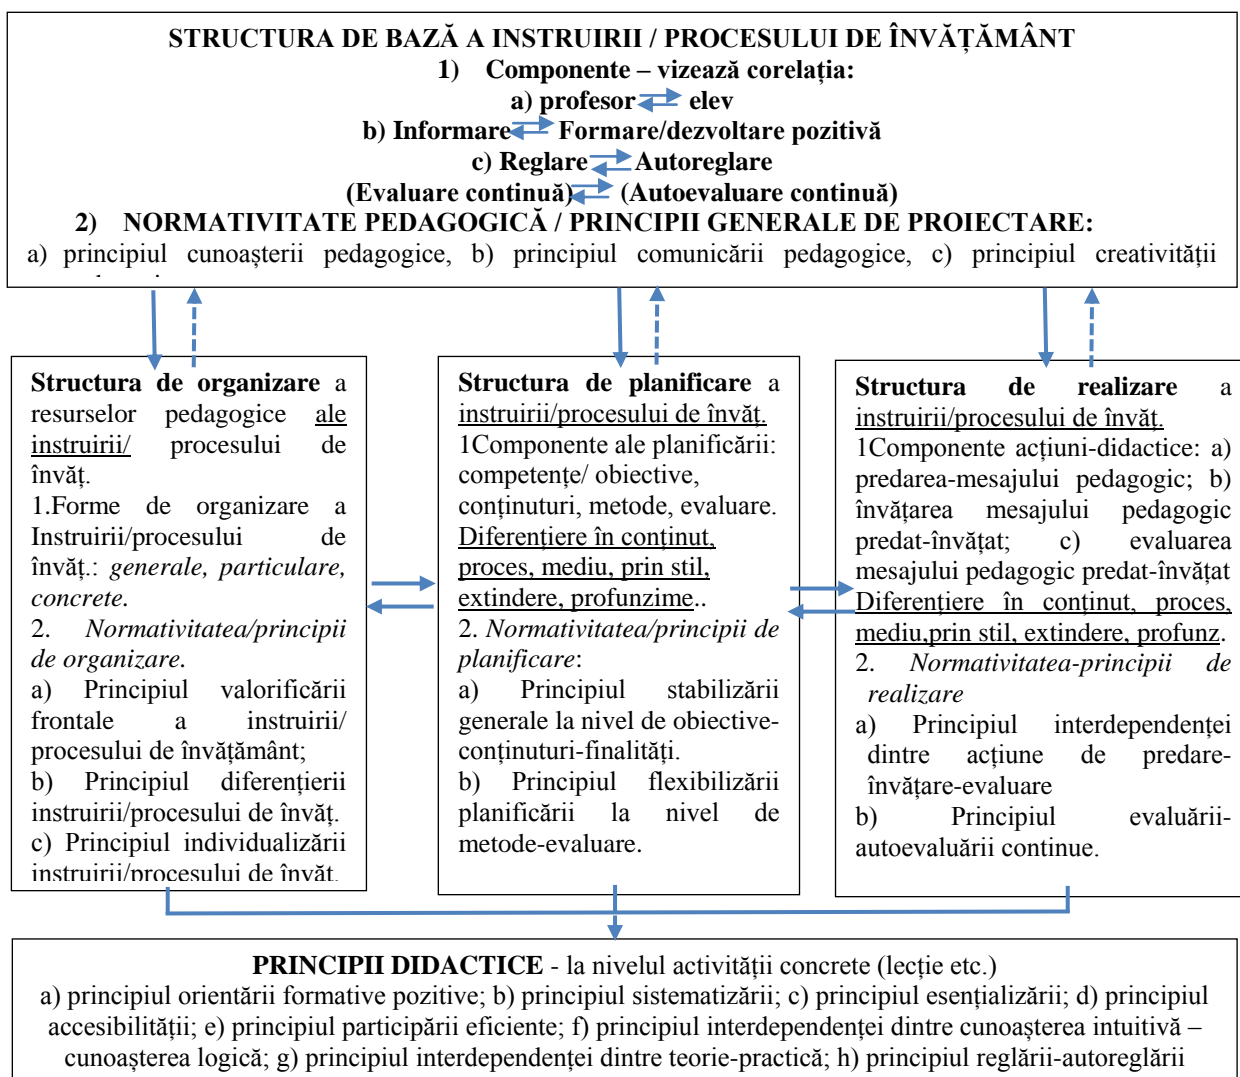 STRUCTURA DE BAZĂ A INSTRUIRII / PROCESULUI DE ÎNVĂȚĂMÂNT
1) Componente – vizează corelația:
a) profesor elev
b) Informare Formare/dezvoltare pozitivă
c) Reglare Autoreglare
(Evaluare continuă) (Autoevaluare continuă)
2) NORMATIVITATE PEDAGOGICĂ / PRINCIPII GENERALE DE PROIECTARE:
a) principiul cunoașterii pedagogice, b) principiul comunicării pedagogice, c) principiul creativității
Structura de organizare a
resurselor pedagogice ale
instruirii/ procesului de
învăț.
1.Forme de organizare a
Instruirii/procesului de
învăț.: generale, particulare,
concrete.
2. Normativitatea/principii
de organizare.
a) Principiul valorificării
frontale a instruirii/
procesului de învățământ;
b) Principiul diferențierii
instruirii/procesului de învăț.
c) Principiul individualizării
instruirii/procesului de învăț.
Structura de planificare a
instruirii/procesului de învăț.
1Componente ale planificării:
competențe/ obiective,
conținuturi, metode, evaluare.
Diferențiere în conținut,
proces, mediu, prin stil,
extindere, profunzime..
2. Normativitatea/principii de
planificare:
a) Principiul stabilizării
generale la nivel de obiective-
conținuturi-finalități.
b) Principiul flexibilizării
planificării la nivel de
metode-evaluare.
Structura de realizare a
instruirii/procesului de învăț.
1Componente acțiuni-didactice: a)
predarea-mesajului pedagogic; b)
învățarea mesajului pedagogic
predat-învățat; c) evaluarea
mesajului pedagogic predat-învățat
Diferențiere în conținut, proces,
mediu,prin stil, extindere, profunz.
2. Normativitatea-principii de
realizare
a) Principiul interdependenței
dintre acțiune de predare-
învățare-evaluare
b) Principiul evaluării-
autoevaluării continue.
PRINCIPII DIDACTICE - la nivelul activității concrete (lecție etc.)
a) principiul orientării formative pozitive; b) principiul sistematizării; c) principiul esențializării; d) principiul
accesibilității; e) principiul participării eficiente; f) principiul interdependenței dintre cunoașterea intuitivă –
cunoașterea logică; g) principiul interdependenței dintre teorie-practică; h) principiul reglării-autoreglării